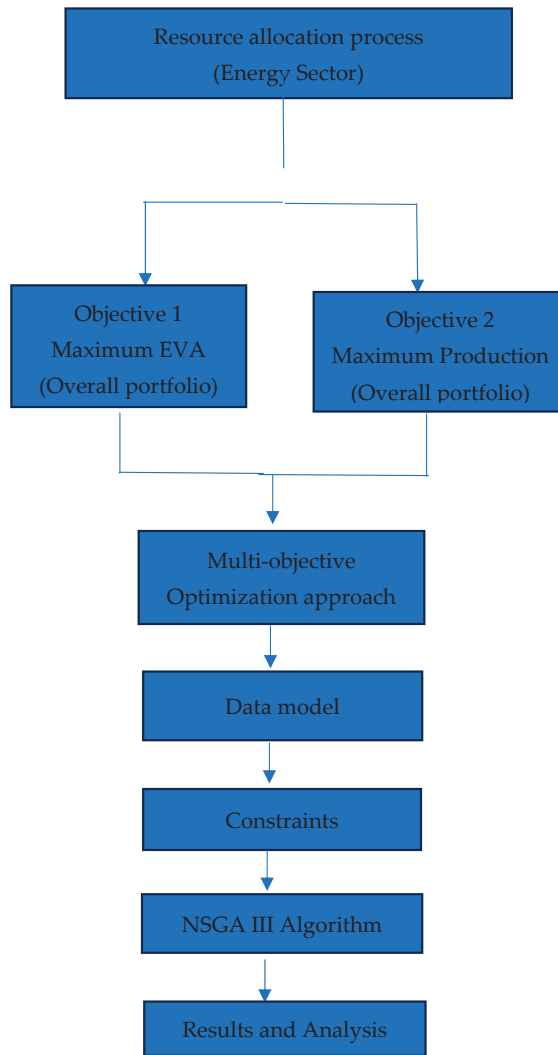 Resource allocation process
(Energy Sector)
Objective 1
Maximum EVA
(Overall portfolio)
Objective 2
Maximum Production
(Overall portfolio)
Multi-objective
Optimization approach
Data model
Constraints
NSGA III Algorithm
Results and Analysis